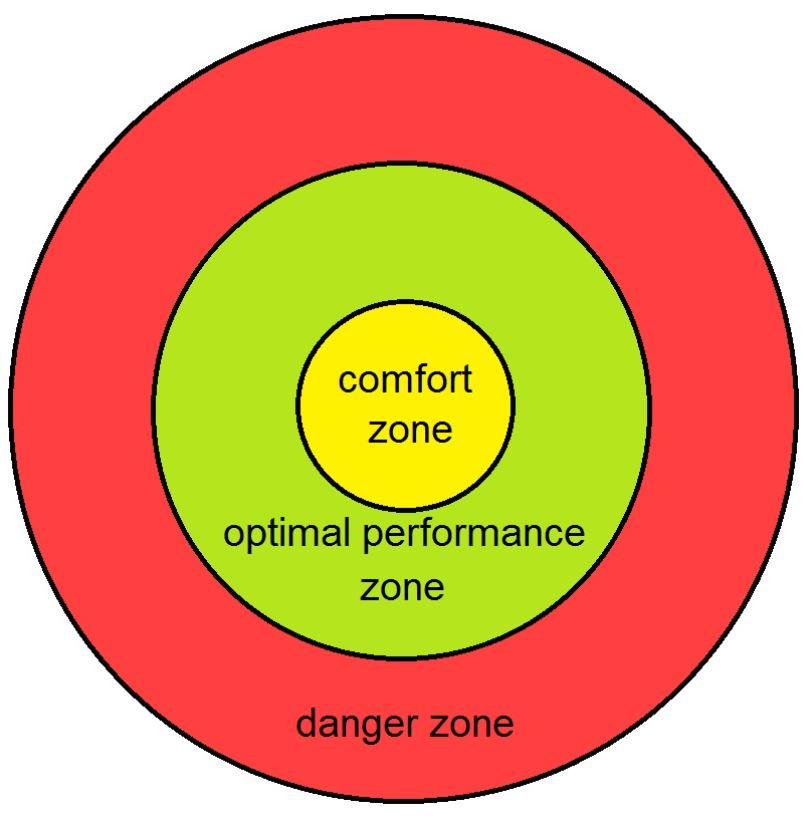 comfort
zone
optimal performance
zone
danger zone